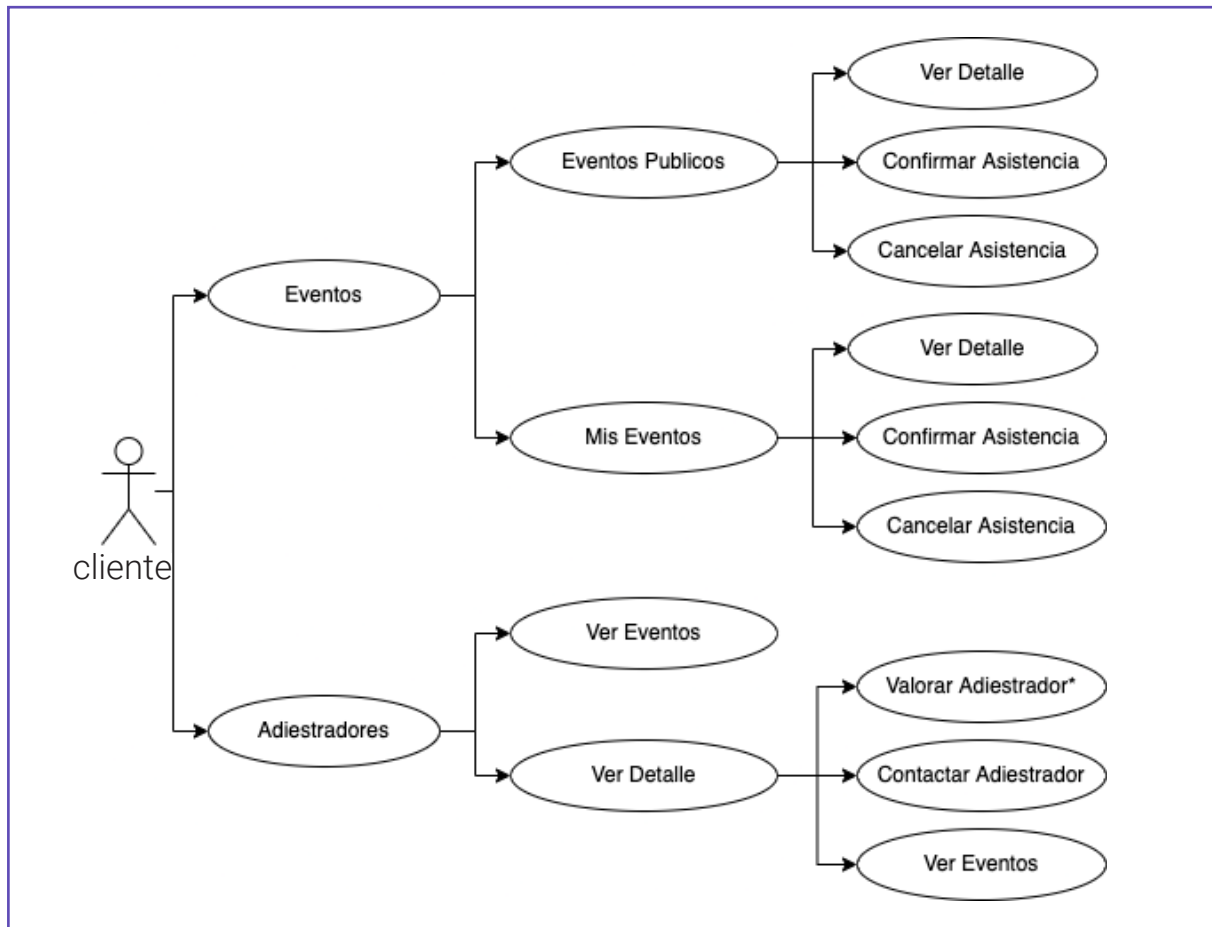 Ver Detalle
Eventos Publicos
Confirmar Asistencia
Cancelar Asistencia
Eventos
Ver Detalle
Mis Eventos
Confirmar Asistencia
Cancelar Asistencia
cliente
Ver Eventos
Valorar Adiestrador*
Adiestradores
Ver Detalle
Contactar Adiestrador
Ver Eventos